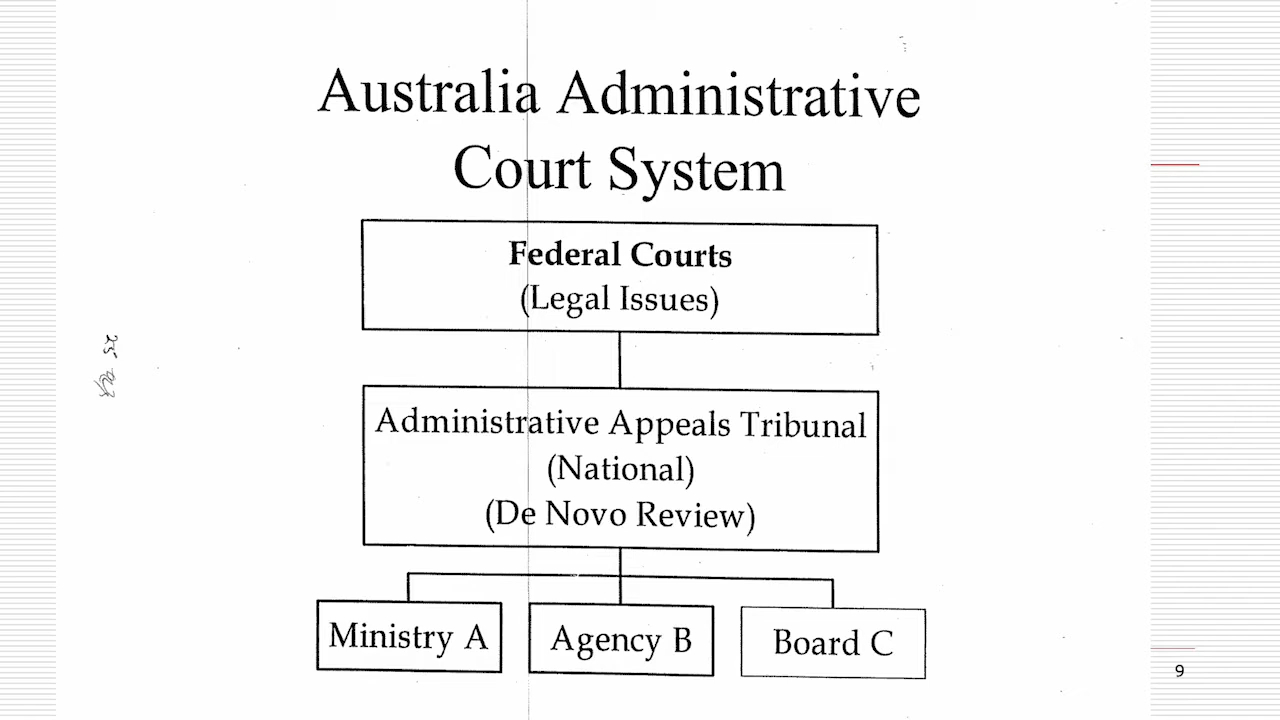 Australia Administrative
Court System
Federal Courts
(Legal Issues)
Administrative Appeals Tribunal
(National)
(De Novo Review)
Ministry A
Agency B
Board C
9